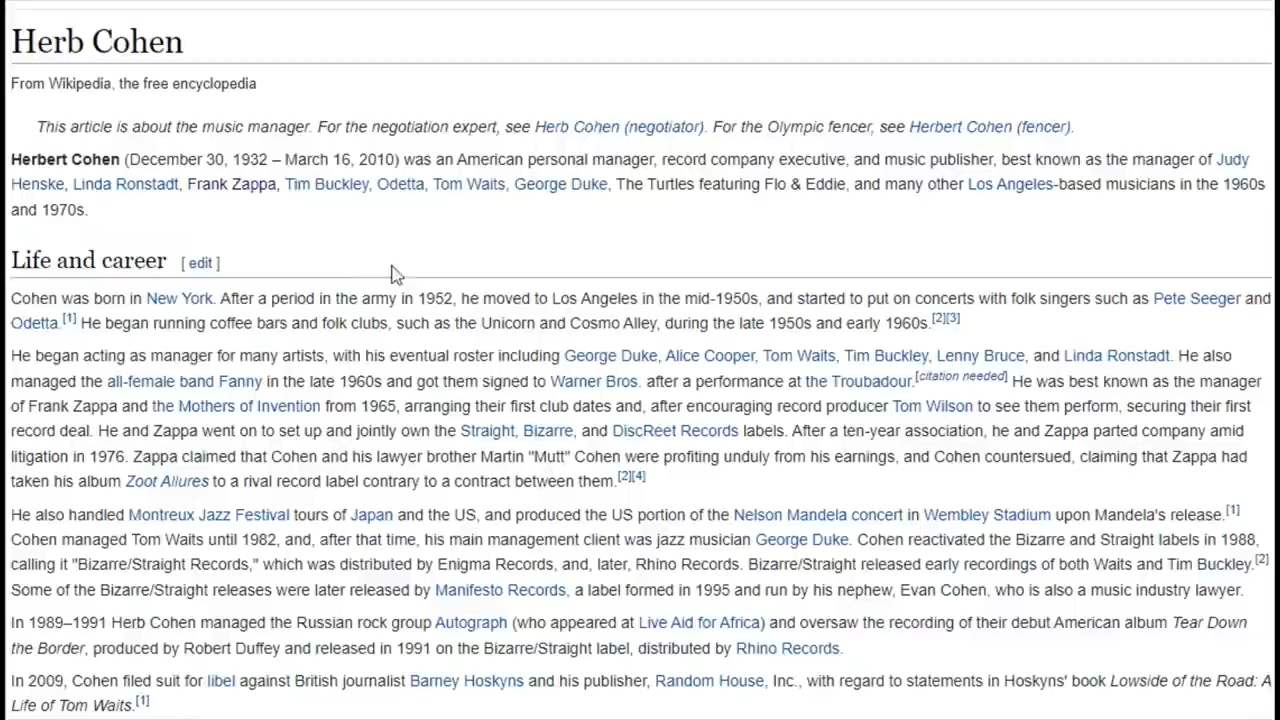 Herb Cohen
From Wikipedia, the free encyclopedia
This article is about the music manager. For the negotiation expert, see Herb Cohen (negotiator). For the Olympic fencer, see Herbert Cohen (fencer).
Herbert Cohen (December 30, 1932 – March 16, 2010) was an American personal manager, record company executive, and music publisher, best known as the manager of Judy
Henske, Linda Ronstadt, Frank Zappa, Tim Buckley, Odetta, Tom Waits, George Duke, The Turtles featuring Flo & Eddie, and many other Los Angeles-based musicians in the 1960s
and 1970s.
Life and career [ edit ]
Cohen was born in New York. After a period in the army in 1952, he moved to Los Angeles in the mid-1950s, and started to put on concerts with folk singers such as Pete Seeger and
Odetta.[1] He began running coffee bars and folk clubs, such as the Unicorn and Cosmo Alley, during the late 1950s and early 1960s.[2][3]
He began acting as manager for many artists, with his eventual roster including George Duke, Alice Cooper, Tom Waits, Tim Buckley, Lenny Bruce, and Linda Ronstadt. He also
managed the all-female band Fanny in the late 1960s and got them signed to Warner Bros. after a performance at the Troubadour.[citation needed] He was best known as the manager
of Frank Zappa and the Mothers of Invention from 1965, arranging their first club dates and, after encouraging record producer Tom Wilson to see them perform, securing their first
record deal. He and Zappa went on to set up and jointly own the Straight, Bizarre, and DiscReet Records labels. After a ten-year association, he and Zappa parted company amid
litigation in 1976. Zappa claimed that Cohen and his lawyer brother Martin "Mutt" Cohen were profiting unduly from his earnings, and Cohen countersued, claiming that Zappa had
taken his album Zoot Allures to a rival record label contrary to a contract between them.[2][4]
He also handled Montreux Jazz Festival tours of Japan and the US, and produced the US portion of the Nelson Mandela concert in Wembley Stadium upon Mandela's release.[1]
Cohen managed Tom Waits until 1982, and, after that time, his main management client was jazz musician George Duke. Cohen reactivated the Bizarre and Straight labels in 1988,
calling it "Bizarre/Straight Records," which was distributed by Enigma Records, and, later, Rhino Records. Bizarre/Straight released early recordings of both Waits and Tim Buckley.[2]
Some of the Bizarre/Straight releases were later released by Manifesto Records, a label formed in 1995 and run by his nephew, Evan Cohen, who is also a music industry lawyer.
In 1989–1991 Herb Cohen managed the Russian rock group Autograph (who appeared at Live Aid for Africa) and oversaw the recording of their debut American album Tear Down
the Border, produced by Robert Duffey and released in 1991 on the Bizarre/Straight label, distributed by Rhino Records.
In 2009, Cohen filed suit for libel against British journalist Barney Hoskyns and his publisher, Random House, Inc., with regard to statements in Hoskyns' book Lowside of the Road: A
Life of Tom Waits.[1]